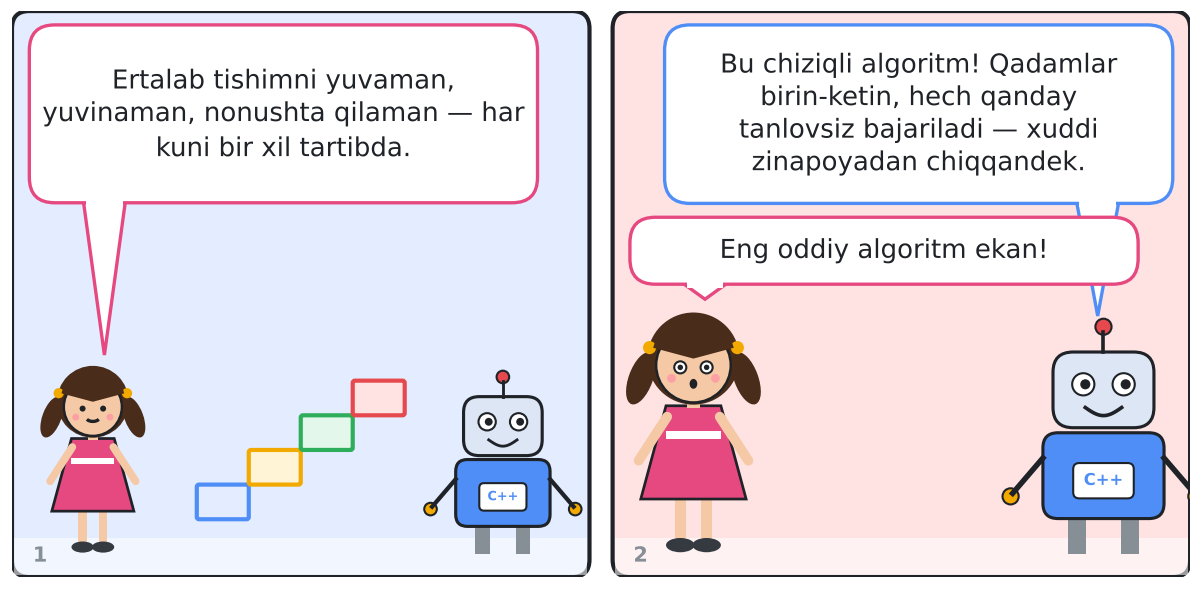 Ertalab tishimni yuvaman,
yuvinaman, nonushta qilaman — har
kuni bir xil tartibda.
C++
1
Bu chiziqli algoritm! Qadamlar
birin-ketin, hech qanday
tanlovsiz bajariladi — xuddi
zinapoyadan chiqqandek.
Eng oddiy algoritm ekan!
C++
2